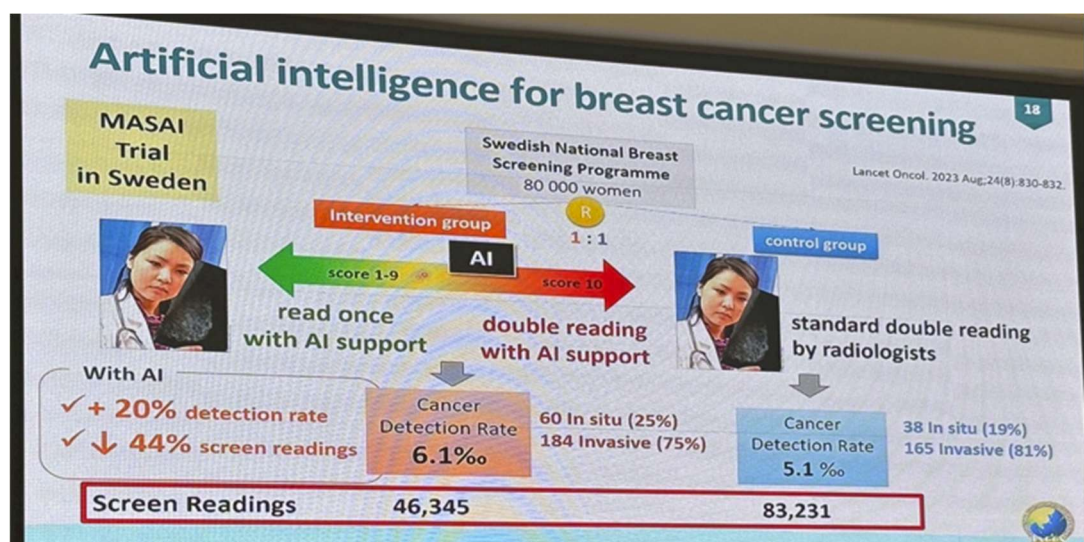 Artificial intelligence for breast cancer screening
18
MASAI
Trial
in Sweden
Swedish National Breast
Screening Programme
80 000 women
Lancet Oncol. 2023 Aug;24(8):830-832.
Intervention group
R
1 : 1
control group
AI
score 1-9
score 10
read once
with AI support
double reading
with AI support
standard double reading
by radiologists
With AI
✓ + 20% detection rate
✓ ↓ 44% screen readings
Cancer
Detection Rate
6.1‰
60 In situ (25%)
184 Invasive (75%)
Cancer
Detection Rate
5.1 ‰
38 In situ (19%)
165 Invasive (81%)
Screen Readings 46,345 83,231